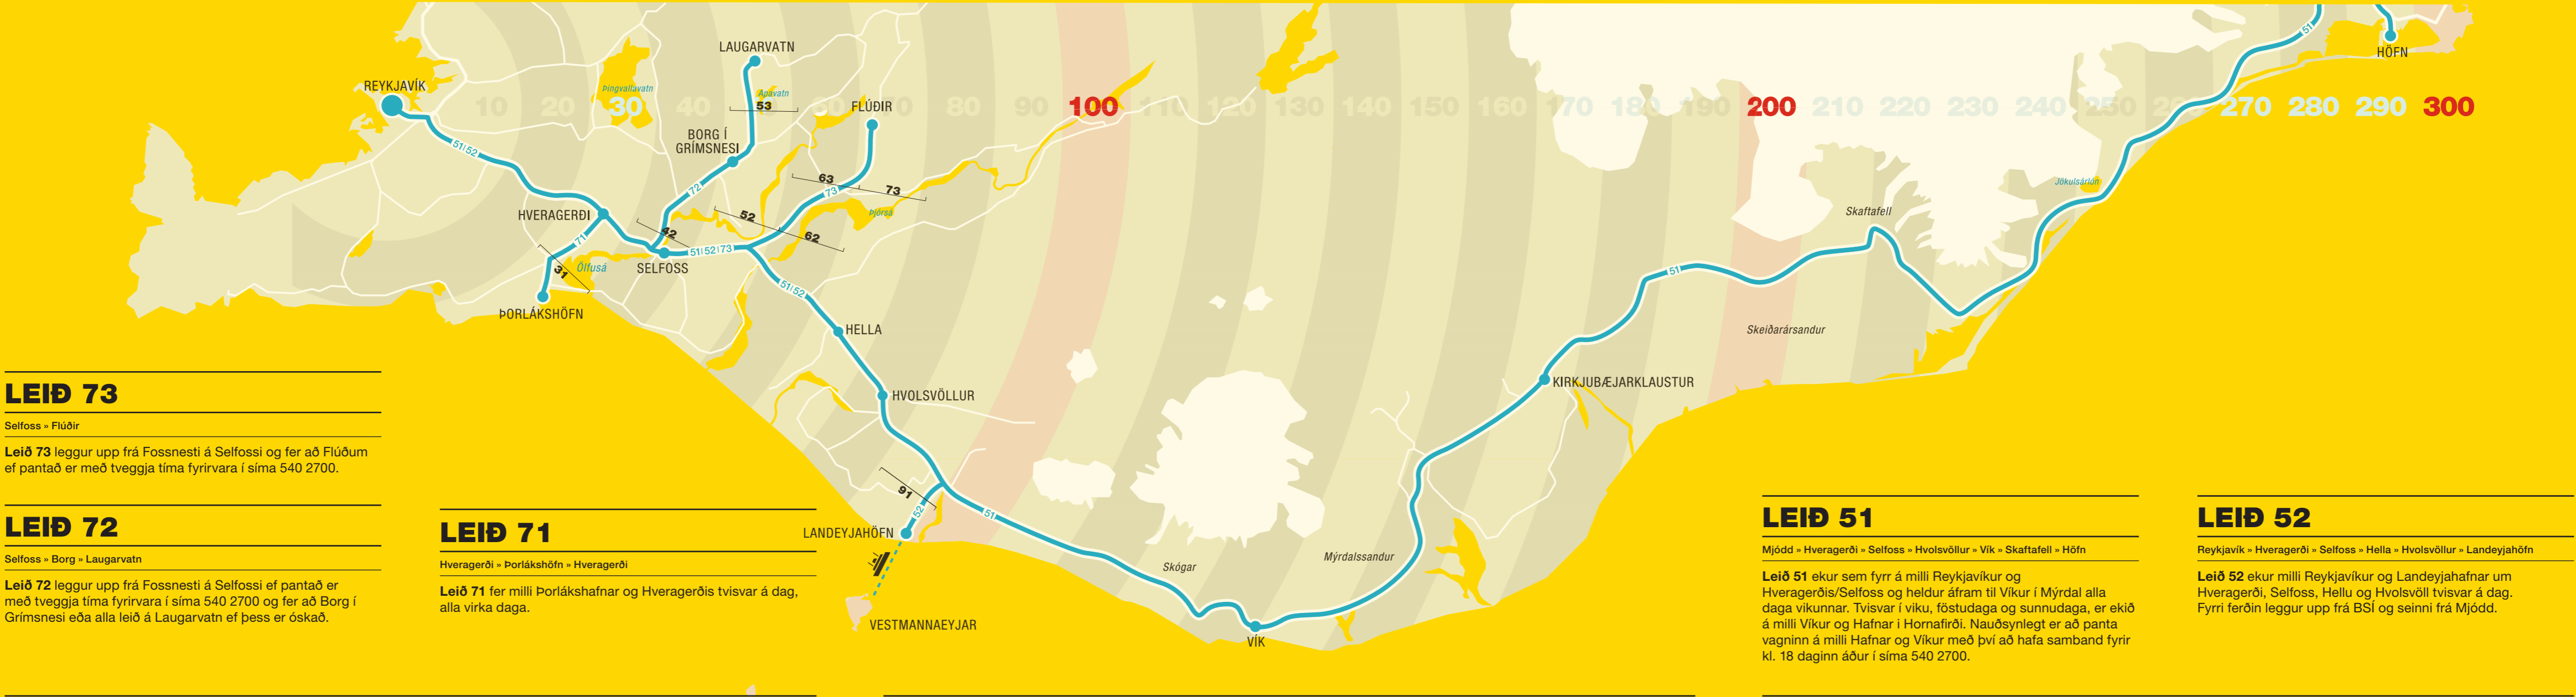 HÖFN
LAUGARVATN
REYKJAVÍK
Þingvallavatn
Apavatn
53
FLÚÐIR
10 20 30 40 60 70 80 90 100 110 120 130 140 150 160 170 180 190 200 210 220 230 240 250 260 270 280 290 300
51
BORG Í
GRÍMSNESI
51/52
72
63
73
73
Jökulsárlón
HVERAGERÐI
52
Þjórsá
Skaftafell
71
42
62
51|52|73
Ölfusá
SELFOSS
31
51
51/52
ÞORLÁKSHÖFN
HELLA
Skeiðarársandur
KIRKJUBÆJARKLAUSTUR
HVOLSVÖLLUR
91
52
51
LANDEYJAHÖFN
Skógar
Mýrdalssandur
VESTMANNAEYJAR
VÍK
LEIÐ 73
Selfoss » Flúðir
Leið 73 leggur upp frá Fossnesti á Selfossi og fer að Flúðum
ef pantað er með tveggja tíma fyrirvara í síma 540 2700.
LEIÐ 72
Selfoss » Borg » Laugarvatn
Leið 72 leggur upp frá Fossnesti á Selfossi ef pantað er
með tveggja tíma fyrirvara í síma 540 2700 og fer að Borg í
Grímsnesi eða alla leið á Laugarvatn ef þess er óskað.
LEIÐ 71
Hveragerði » Þorlákshöfn » Hveragerði
Leið 71 fer milli Þorlákshafnar og Hveragerðis tvisvar á dag,
alla virka daga.
LEIÐ 51
Mjódd » Hveragerði » Selfoss » Hvolsvöllur » Vík » Skaftafell » Höfn
Leið 51 ekur sem fyrr á milli Reykjavíkur og
Hveragerðis/Selfoss og heldur áfram til Víkur í Mýrdal alla
daga vikunnar. Tvisvar í viku, föstudaga og sunnudaga, er ekið
á milli Víkur og Hafnar i Hornafirði. Nauðsynlegt er að panta
vagninn á milli Hafnar og Víkur með því að hafa samband fyrir
kl. 18 daginn áður í síma 540 2700.
LEIÐ 52
Reykjavík » Hveragerði » Selfoss » Hella » Hvolsvöllur » Landeyjahöfn
Leið 52 ekur milli Reykjavíkur og Landeyjahafnar um
Hveragerði, Selfoss, Hellu og Hvolsvöll tvisvar á dag.
Fyrri ferðin leggur upp frá BSÍ og seinni frá Mjódd.